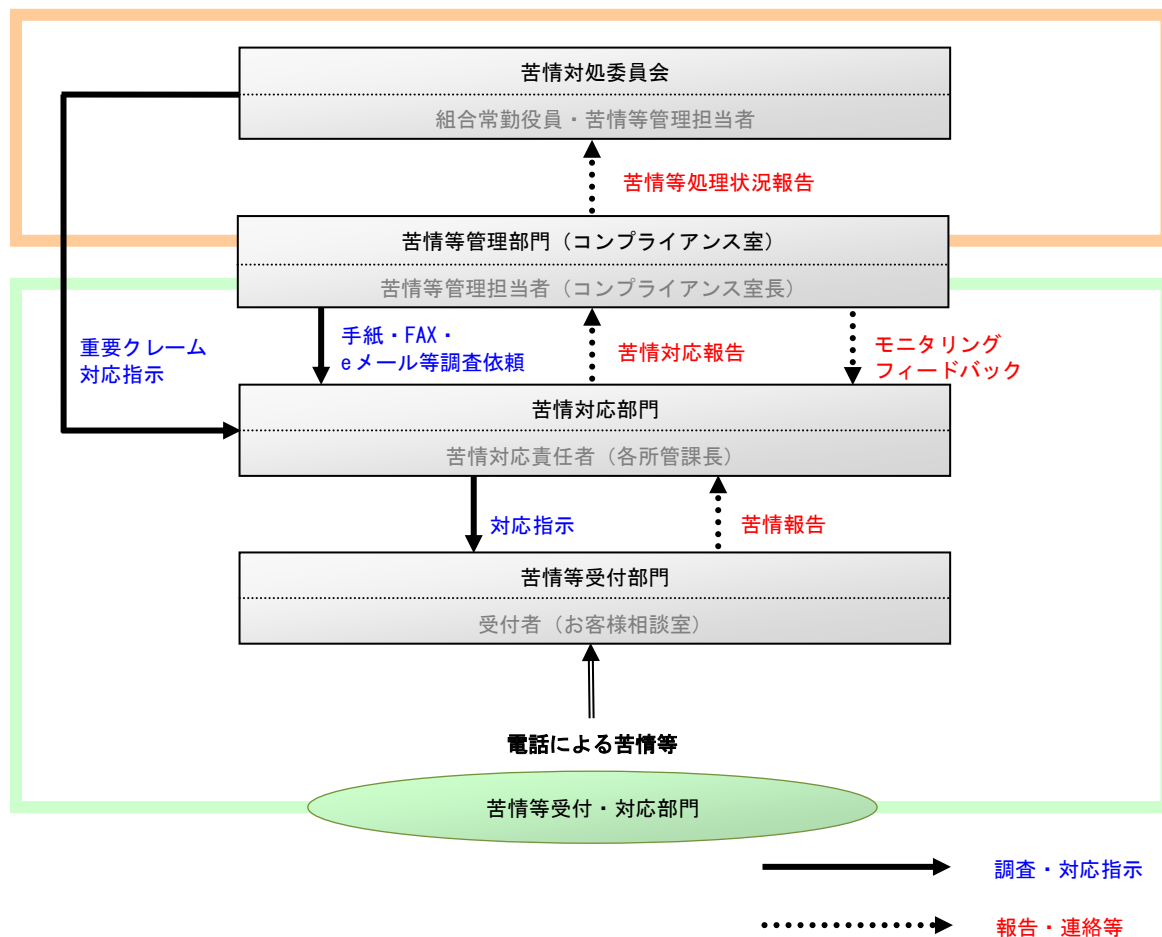 苦情対処委員会
組合常勤役員・苦情等管理担当者
苦情等処理状況報告
苦情等管理部門（コンプライアンス室）
苦情等管理担当者（コンプライアンス室長）
重要クレーム
対応指示
手紙・FAX・
eメール等調査依頼
苦情対応報告
モニタリング
フィードバック
苦情対応部門
苦情対応責任者（各所管課長）
対応指示
苦情報告
苦情等受付部門
受付者（お客様相談室）
電話による苦情等
苦情等受付・対応部門
調査・対応指示
報告・連絡等